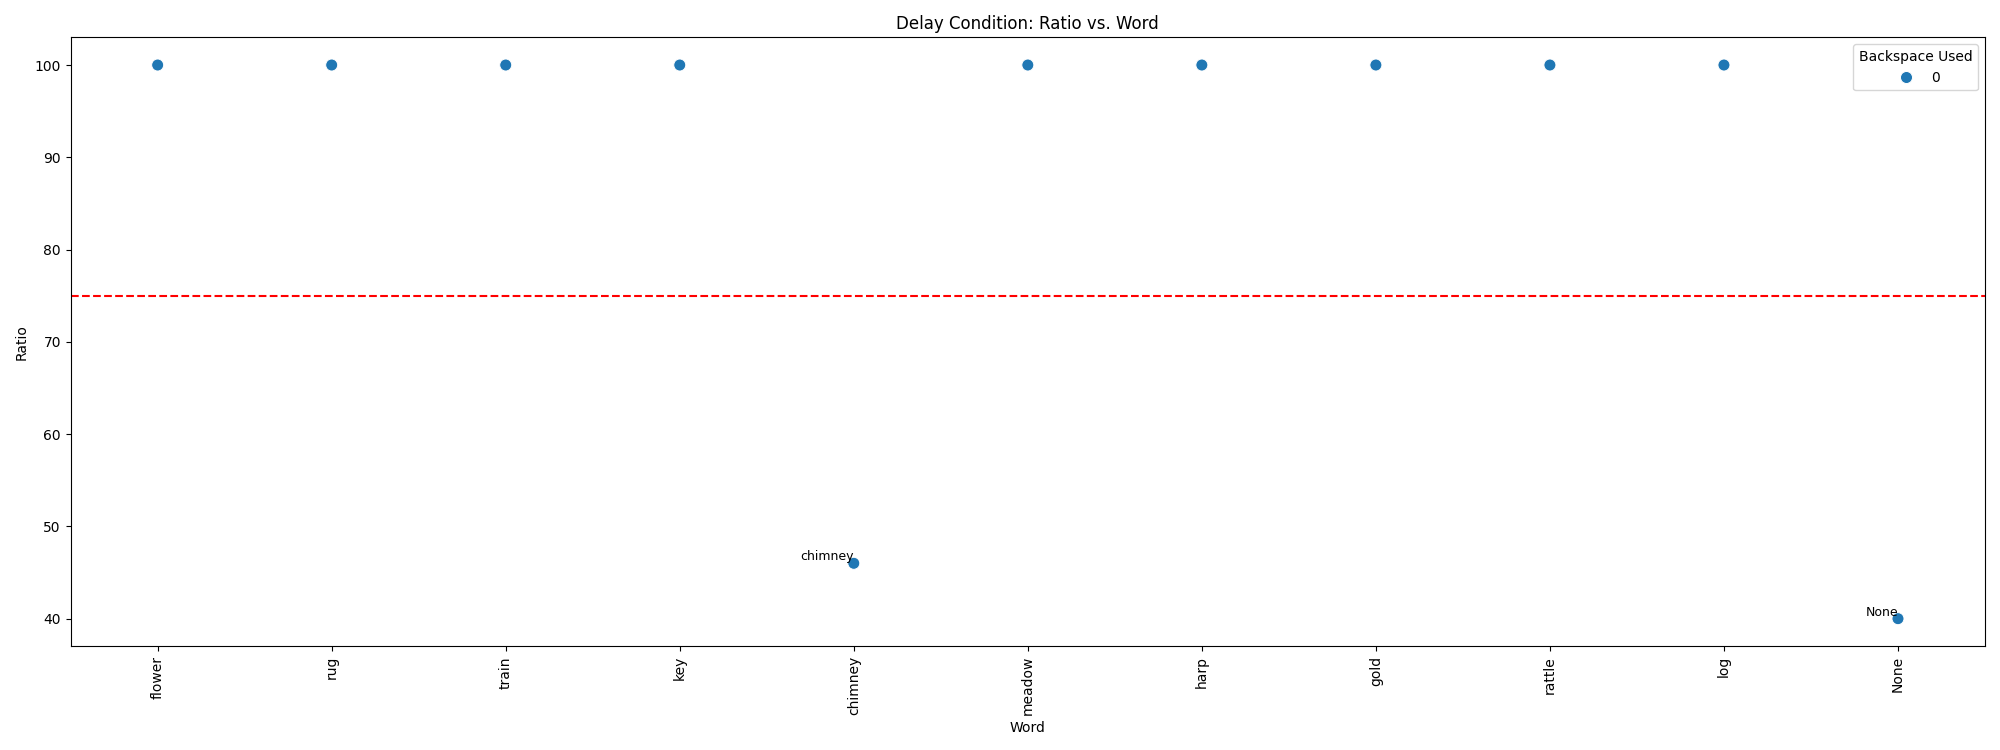 Delay Condition: Ratio vs. Word
Backspace Used
0
100
90
80
70
60
50
40
Ratio
chimney
None
flower
rug
train
key
chimney
meadow
harp
gold
rattle
log
None
Word